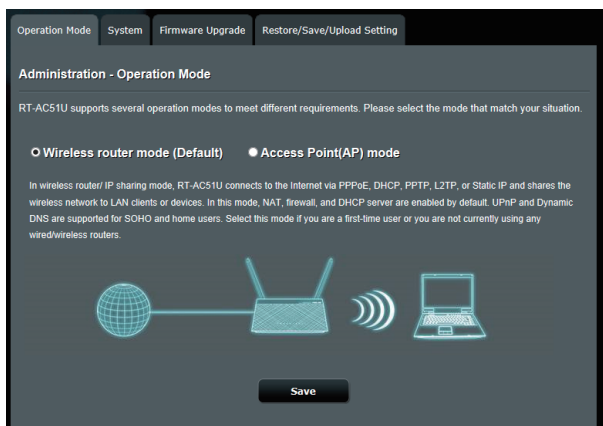 Operation Mode System Firmware Upgrade Restore/Save/Upload Setting
Administration - Operation Mode
RT-AC51U supports several operation modes to meet different requirements. Please select the mode that match your situation.
Wireless router mode (Default) Access Point(AP) mode
In wireless router/ IP sharing mode, RT-AC51U connects to the Internet via PPPoE, DHCP, PPTP, L2TP, or Static IP and shares the
wireless network to LAN clients or devices. In this mode, NAT, firewall, and DHCP server are enabled by default. UPnP and Dynamic
DNS are supported for SOHO and home users. Select this mode if you are a first-time user or you are not currently using any
wired/wireless routers.
Save